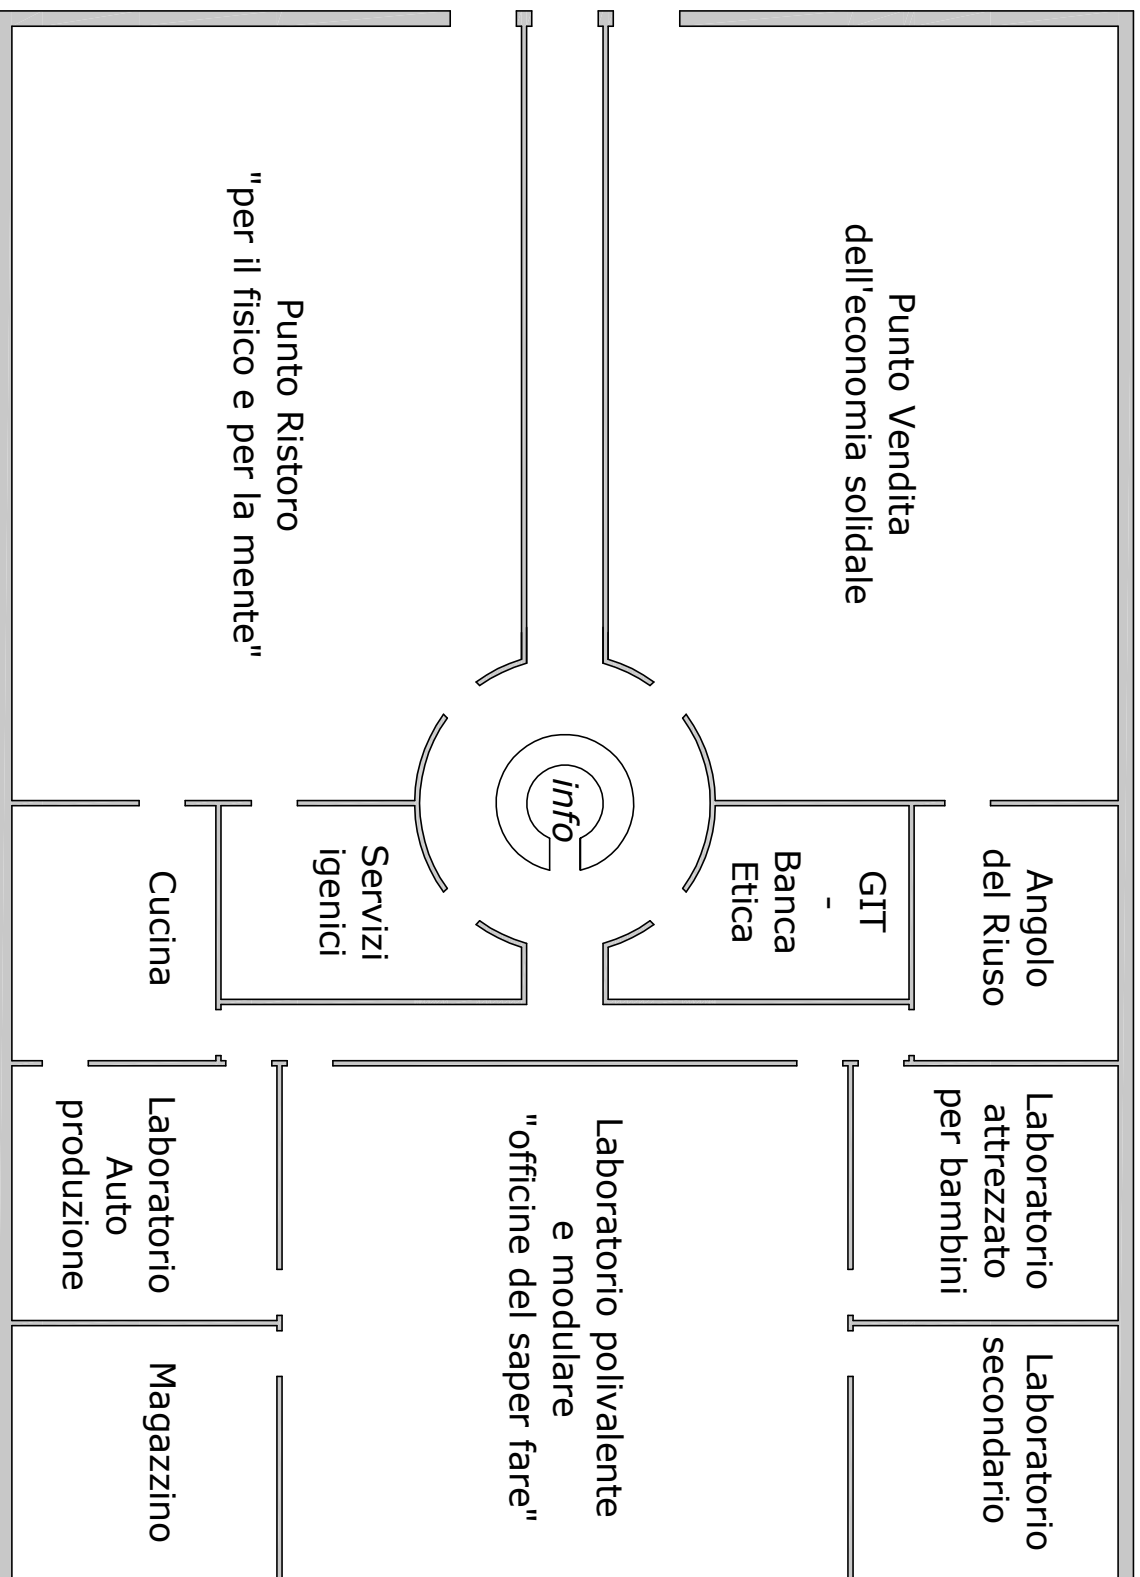 Punto Vendita
dell'economia solidale
Punto Ristoro
"per il fisico e per la mente"
info
Angolo
del Riuso
GIT
-
Banca
Etica
Servizi
igenici
Cucina
Laboratorio
attrezzato
per bambini
Laboratorio polivalente
e modulare
"officine del saper fare"
Laboratorio
Auto
produzione
Laboratorio
secondario
Magazzino